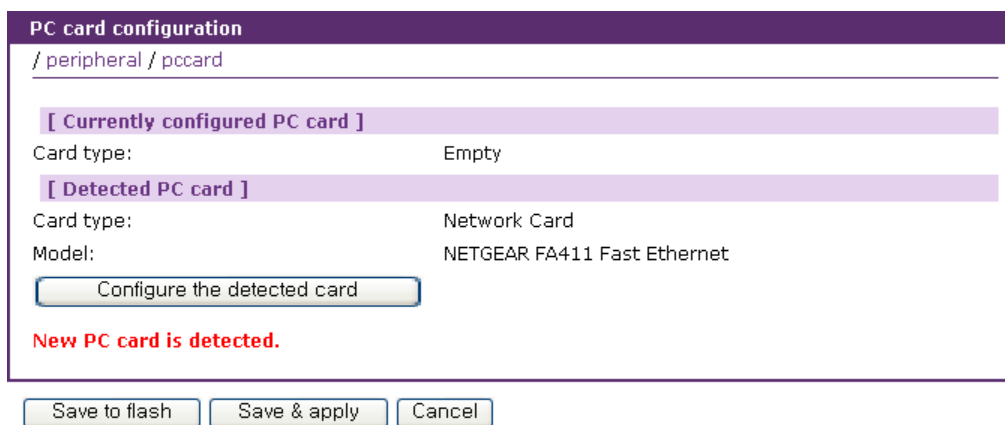 PC card configuration
/ peripheral / pccard
[ Currently configured PC card ]
Card type: Empty
[ Detected PC card ]
Card type: Network Card
Model: NETGEAR FA411 Fast Ethernet
Configure the detected card
New PC card is detected.
Save to flash Save & apply Cancel